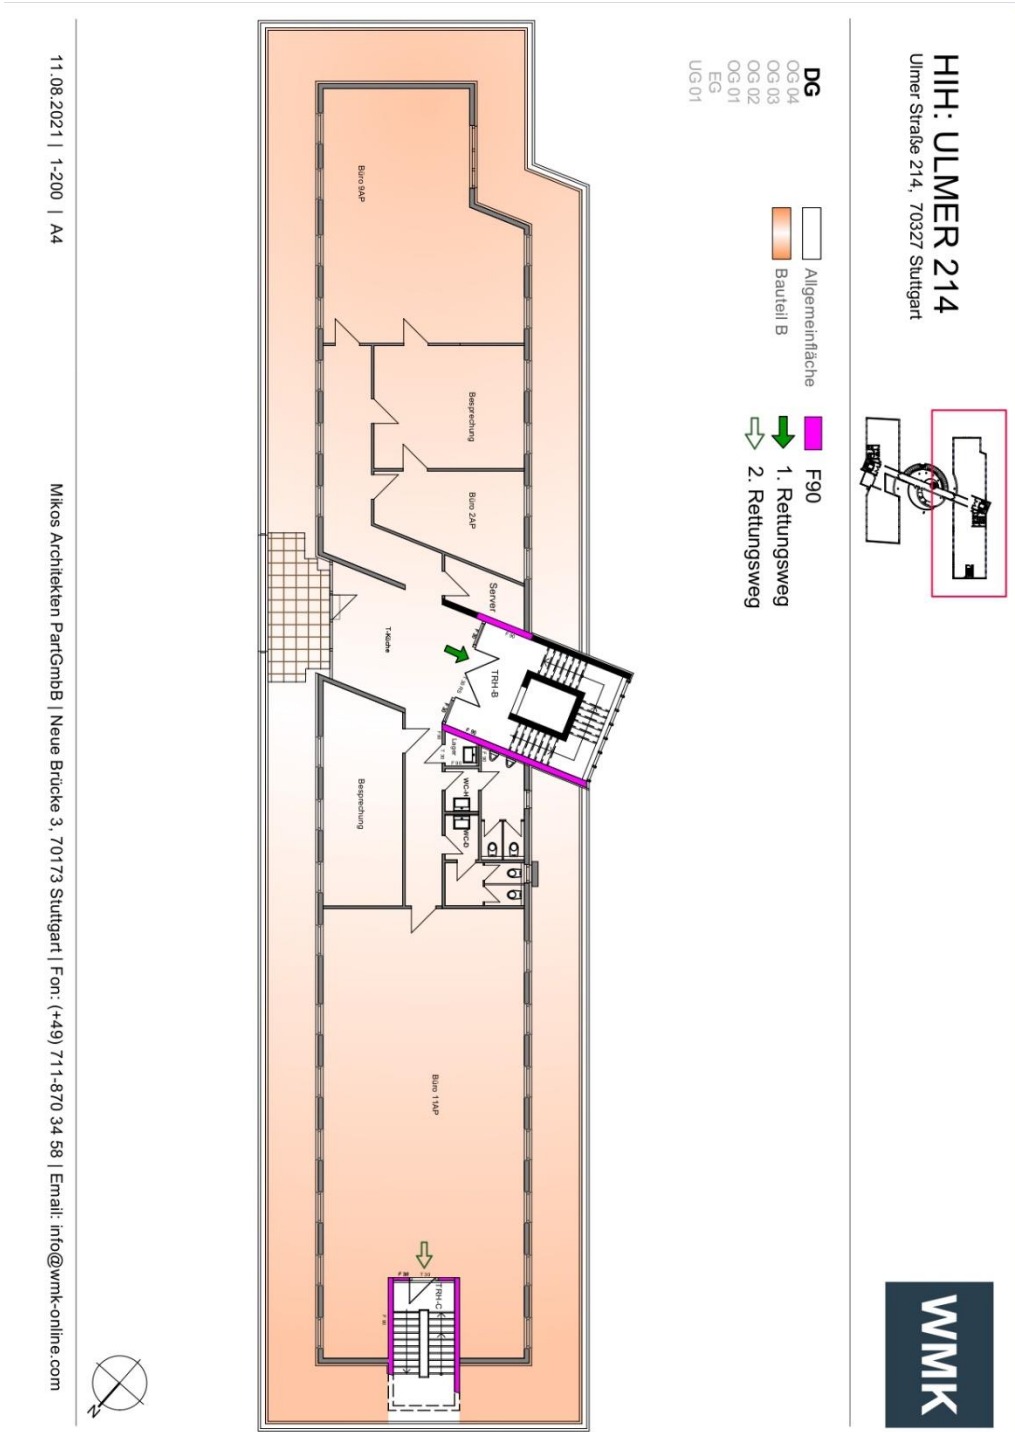 HIH: ULMER 214
Ulmer Straße 214, 70327 Stuttgart
DG
OG 04
OG 03
OG 02
OG 01
EG
UG 01
Allgemeinfläche
Bauteil B
F90
1. Rettungsweg
2. Rettungsweg
WMK
Büro 9AP
Besprechung
Büro 2AP
Server
T-Küche
TRH-B
Lager
WC-H
WC-D
Besprechung
Büro 11AP
TRH-C
N
11.08.2021 | 1-200 | A4
Mikos Architekten PartGmbB | Neue Brücke 3, 70173 Stuttgart | Fon: (+49) 711-870 34 58 | Email: info@wmk-online.com